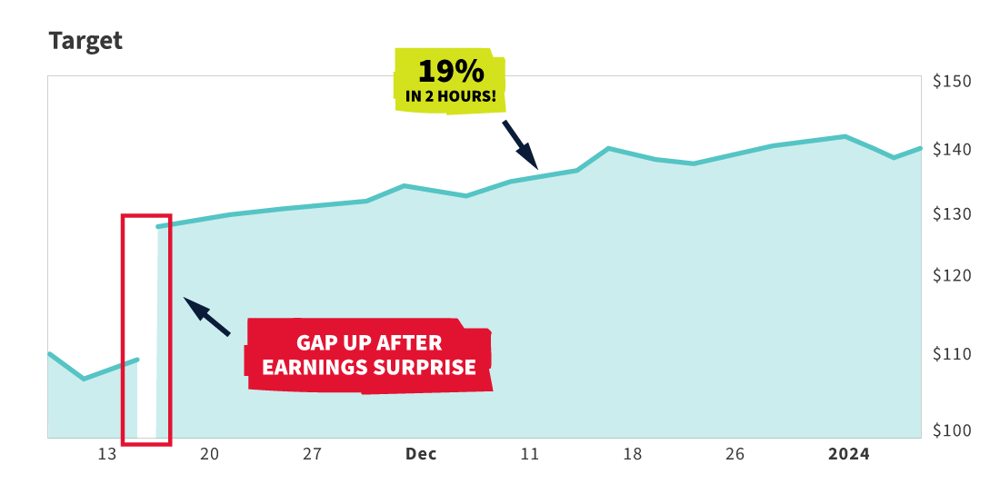 Target
19%
IN 2 HOURS!
$150
$140
$130
$120
$110
$100
GAP UP AFTER
EARNINGS SURPRISE
13
20
27
Dec
11
18
26
2024